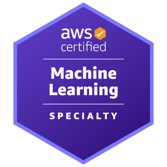 aws
certified
Machine
Learning
SPECIALTY